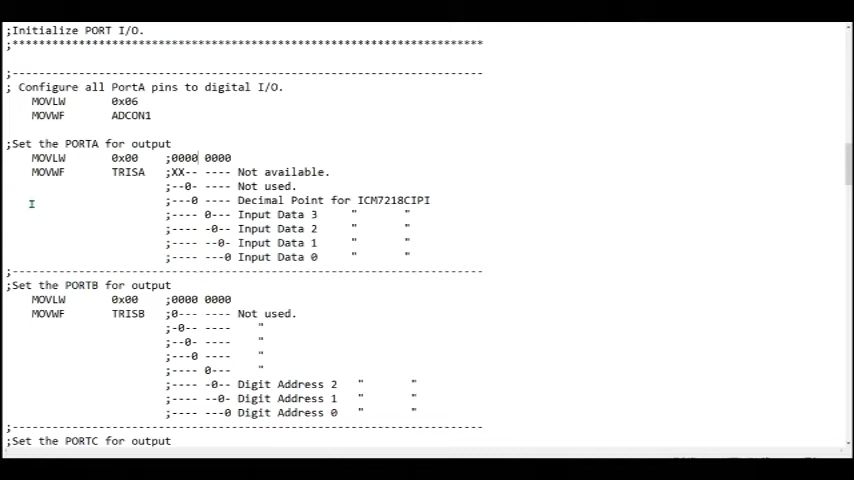 ;Initialize PORT I/O.
;***********************************************************************
;-----------------------------------------------------------------------
; Configure all PortA pins to digital I/O.
MOVLW 0x06
MOVWF ADCON1
;Set the PORTA for output
MOVLW 0x00 ;0000 0000
MOVWF TRISA ;XX-- ---- Not available.
;--0- ---- Not used.
;---0 ---- Decimal Point for ICM7218CIPI
;---- 0--- Input Data 3 " "
;---- -0-- Input Data 2 " "
;---- --0- Input Data 1 " "
;---- ---0 Input Data 0 " "
;-----------------------------------------------------------------------
;Set the PORTB for output
MOVLW 0x00 ;0000 0000
MOVWF TRISB ;0--- ---- Not used.
;-0-- ---- "
;--0- ---- "
;---0 ---- "
;---- 0--- "
;---- -0-- Digit Address 2 " "
;---- --0- Digit Address 1 " "
;---- ---0 Digit Address 0 " "
;-----------------------------------------------------------------------
;Set the PORTC for output